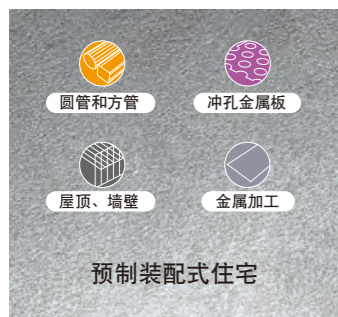 圆管和方管
冲孔金属板
屋顶、墙壁
金属加工
预制装配式住宅